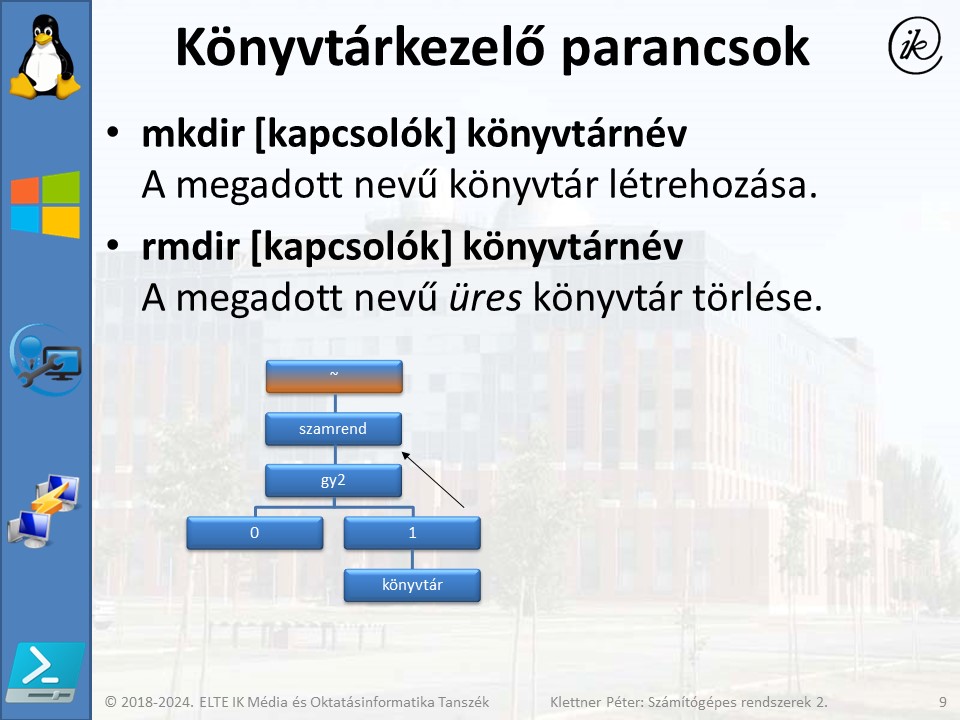 Könyvtárkezelő parancsok
ik
• mkdir [kapcsolók] könyvtárnév
A megadott nevű könyvtár létrehozása.
• rmdir [kapcsolók] könyvtárnév
A megadott nevű üres könyvtár törlése.
~
szamrend
gy2
0 1
könyvtár
© 2018-2024. ELTE IK Média és Oktatásinformatika Tanszék Klettner Péter: Számítógépes rendszerek 2. 9